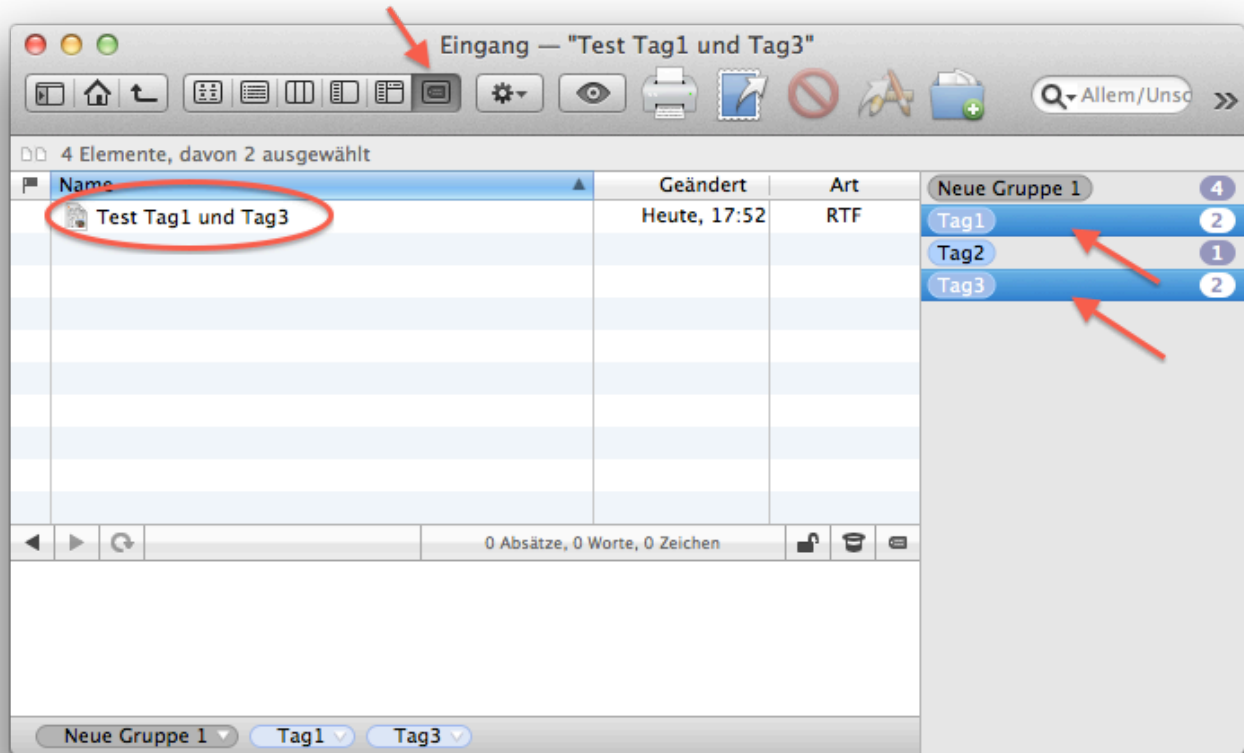 Eingang — "Test Tag1 und Tag3"
Allem/Unsc
4 Elemente, davon 2 ausgewählt
Name Geändert Art
Test Tag1 und Tag3 Heute, 17:52 RTF
Neue Gruppe 1 4
Tag1 2
Tag2 1
Tag3 2
0 Absätze, 0 Worte, 0 Zeichen
Neue Gruppe 1 Tag1 Tag3